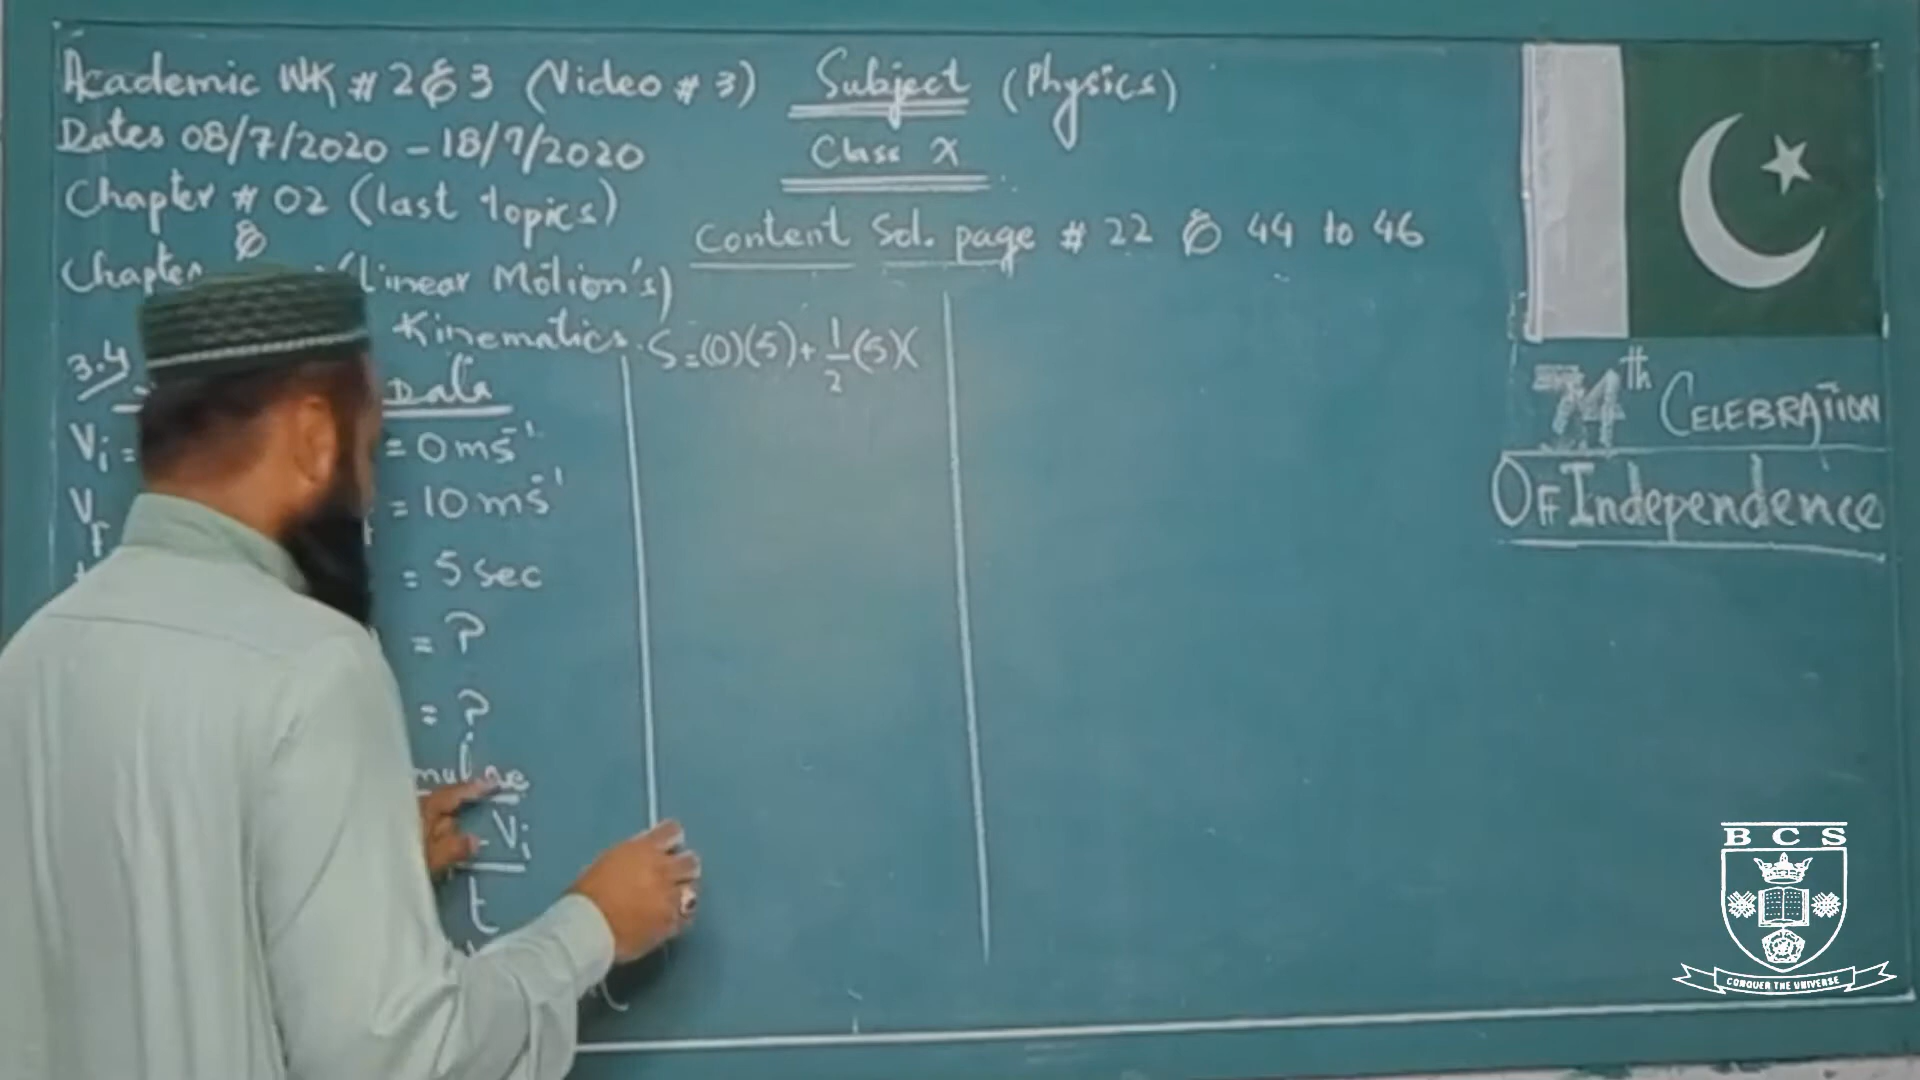 Academic WK # 2 & 3 (Video # 3)
Subject (Physics)
Dates 08/7/2020 - 18/7/2020
Class X
Chapter # 02 (last topics)
&
Content Sol. page # 22 & 44 to 46
Chapter (Linear Motion's)
Kinematics.
3.4
Data
Vi =
= 0 ms⁻¹
= 10 ms⁻¹
= 5 sec
= ?
= ?
- Vi
t
S = (0)(5) + 1/2 (5)(
74th CELEBRATION
OF Independence
BCS
CONQUER THE UNIVERSE